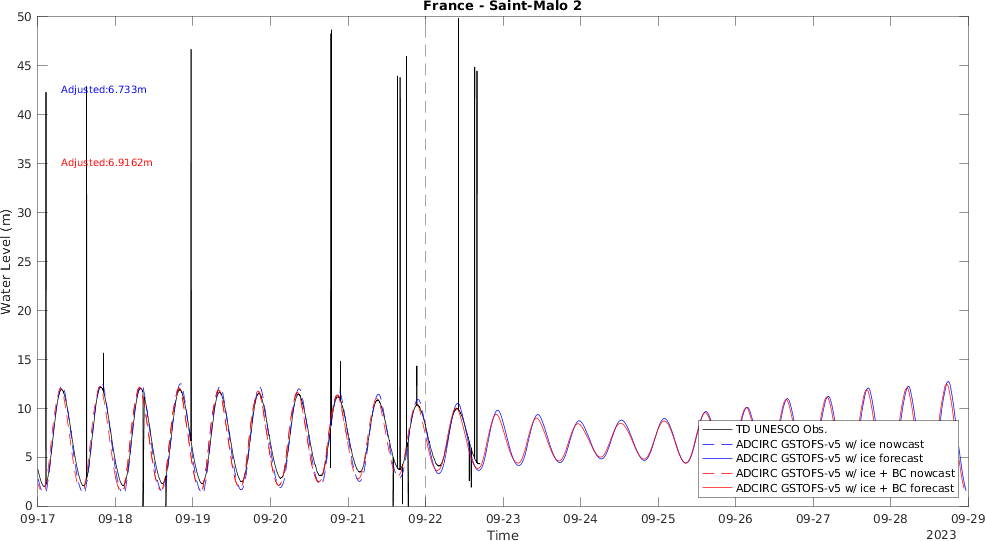 France - Saint-Malo 2
50
45
40
35
30
25
20
15
10
5
0
Water Level (m)
Adjusted:6.733m
Adjusted:6.9162m
TD UNESCO Obs.
ADCIRC GSTOFS-v5 w/ ice nowcast
ADCIRC GSTOFS-v5 w/ ice forecast
ADCIRC GSTOFS-v5 w/ ice + BC nowcast
ADCIRC GSTOFS-v5 w/ ice + BC forecast
09-17 09-18 09-19 09-20 09-21 09-22 09-23 09-24 09-25 09-26 09-27 09-28 09-29
Time
2023